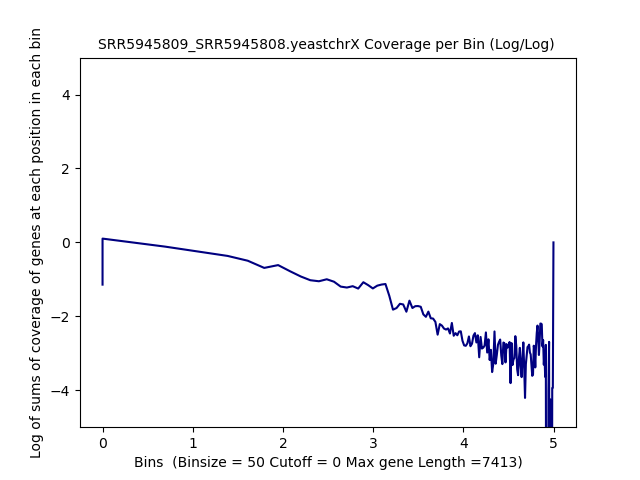 SRR5945809_SRR5945808.yeastchrX Coverage per Bin (Log/Log)
Log of sums of coverage of genes at each position in each bin
4
2
0
−2
−4
0 1 2 3 4 5
Bins  (Binsize = 50 Cutoff = 0 Max gene Length =7413)